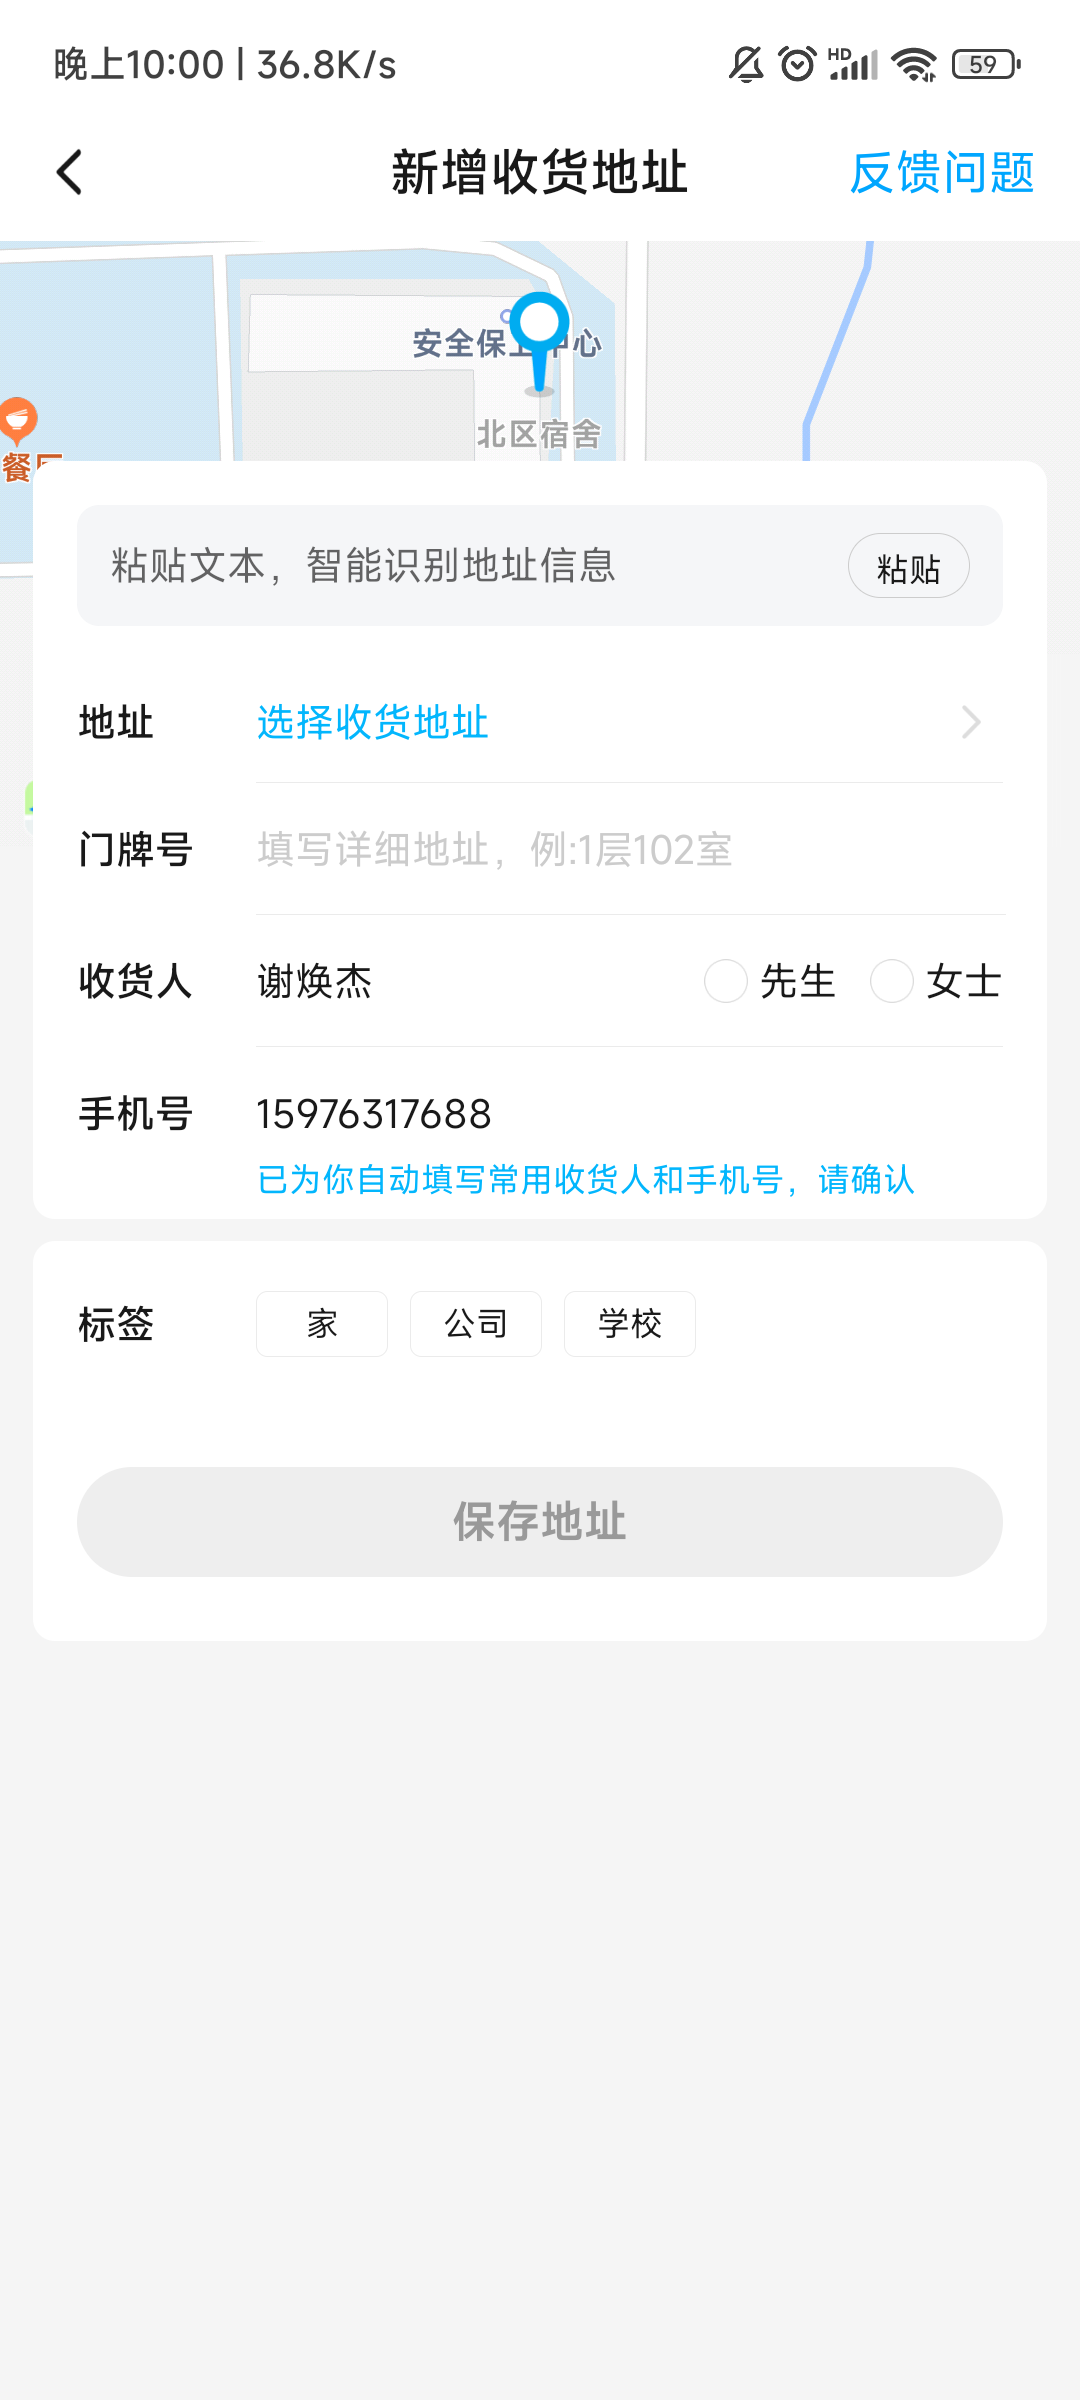 晚上10:00 | 36.8K/s
HD
59
新增收货地址
反馈问题
安全保卫中心
北区宿舍
餐厅
粘贴文本，智能识别地址信息
粘贴
地址
选择收货地址
门牌号
填写详细地址，例:1层102室
收货人
谢焕杰
先生
女士
手机号
15976317688
已为你自动填写常用收货人和手机号，请确认
标签
家
公司
学校
保存地址